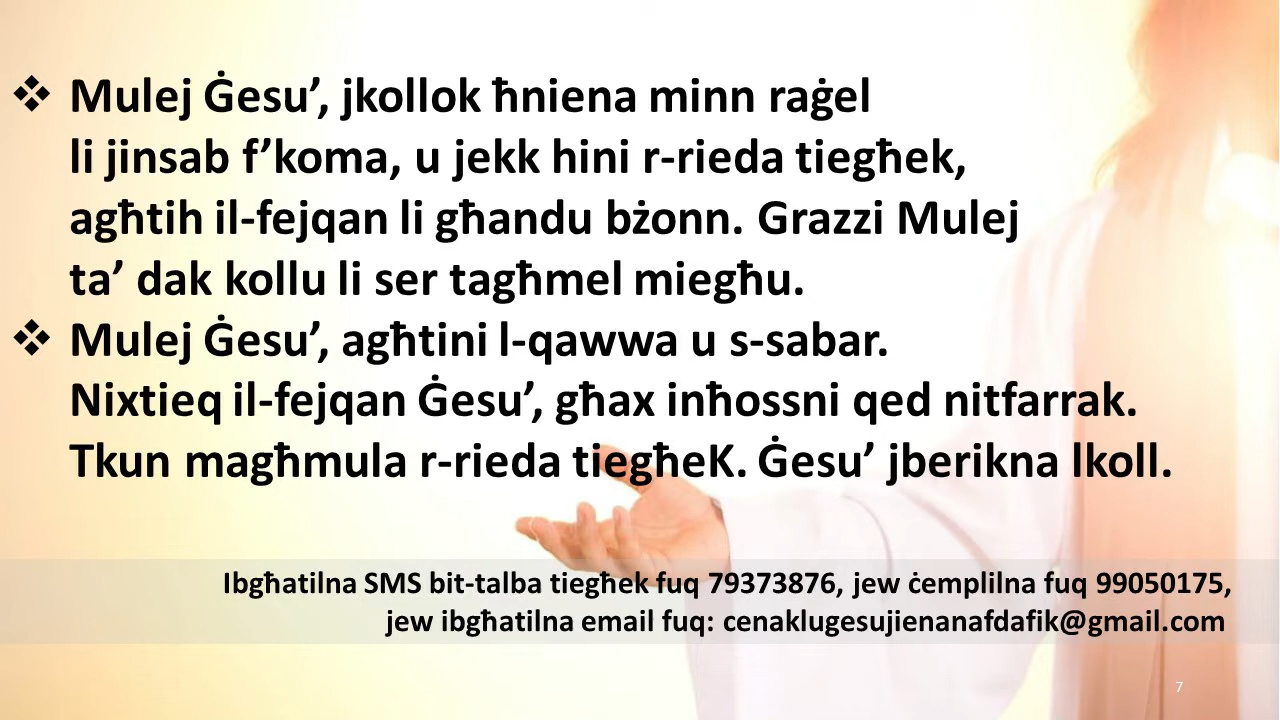 ❖ Mulej Ġesu’, jkollok ħniena minn raġel
li jinsab f’koma, u jekk hini r-rieda tiegħek,
agħtih il-fejqan li għandu bżonn. Grazzi Mulej
ta’ dak kollu li ser tagħmel miegħu.
❖ Mulej Ġesu’, agħtini l-qawwa u s-sabar.
Nixtieq il-fejqan Ġesu’, għax inħossni qed nitfarrak.
Tkun magħmula r-rieda tiegħeK. Ġesu’ jberikna lkoll.
Ibgħatilna SMS bit-talba tiegħek fuq 79373876, jew ċemplilna fuq 99050175,
jew ibgħatilna email fuq: cenaklugesujienanafdafik@gmail.com
7